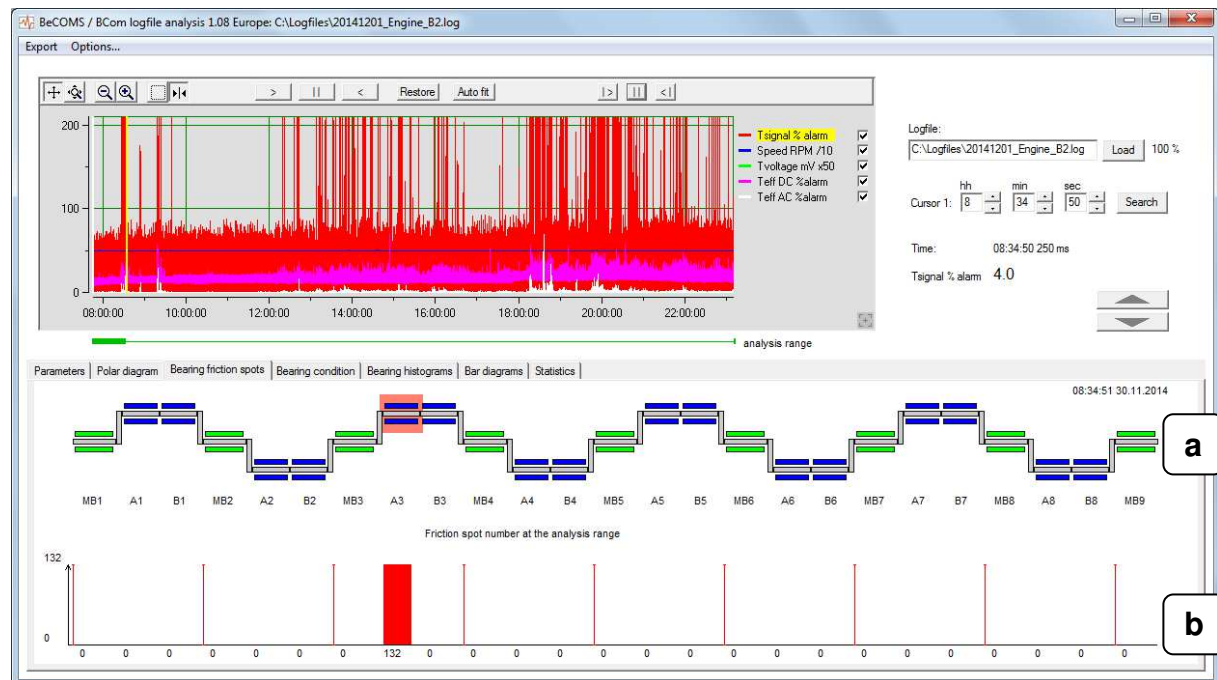 BeCOMS / BCom logfile analysis 1.08 Europe: C:\Logfiles\20141201_Engine_B2.log
Export Options...
> || < Restore Auto fit |> || <|
200
100
0
08:00:00 10:00:00 12:00:00 14:00:00 16:00:00 18:00:00 20:00:00 22:00:00
Tsignal % alarm
Speed RPM /10
Tvoltage mV x50
Teff DC %alarm
Teff AC %alarm
analysis range
Logfile:
C:\Logfiles\20141201_Engine_B2.log Load 100 %
hh min sec
Cursor 1: 8 34 50 Search
Time: 08:34:50 250 ms
Tsignal % alarm 4.0
Parameters Polar diagram Bearing friction spots Bearing condition Bearing histograms Bar diagrams Statistics
08:34:51 30.11.2014
a
MB1 A1 B1 MB2 A2 B2 MB3 A3 B3 MB4 A4 B4 MB5 A5 B5 MB6 A6 B6 MB7 A7 B7 MB8 A8 B8 MB9
Friction spot number at the analysis range
132
0
0 0 0 0 0 0 0 132 0 0 0 0 0 0 0 0 0 0 0 0 0 0 0 0 0
b